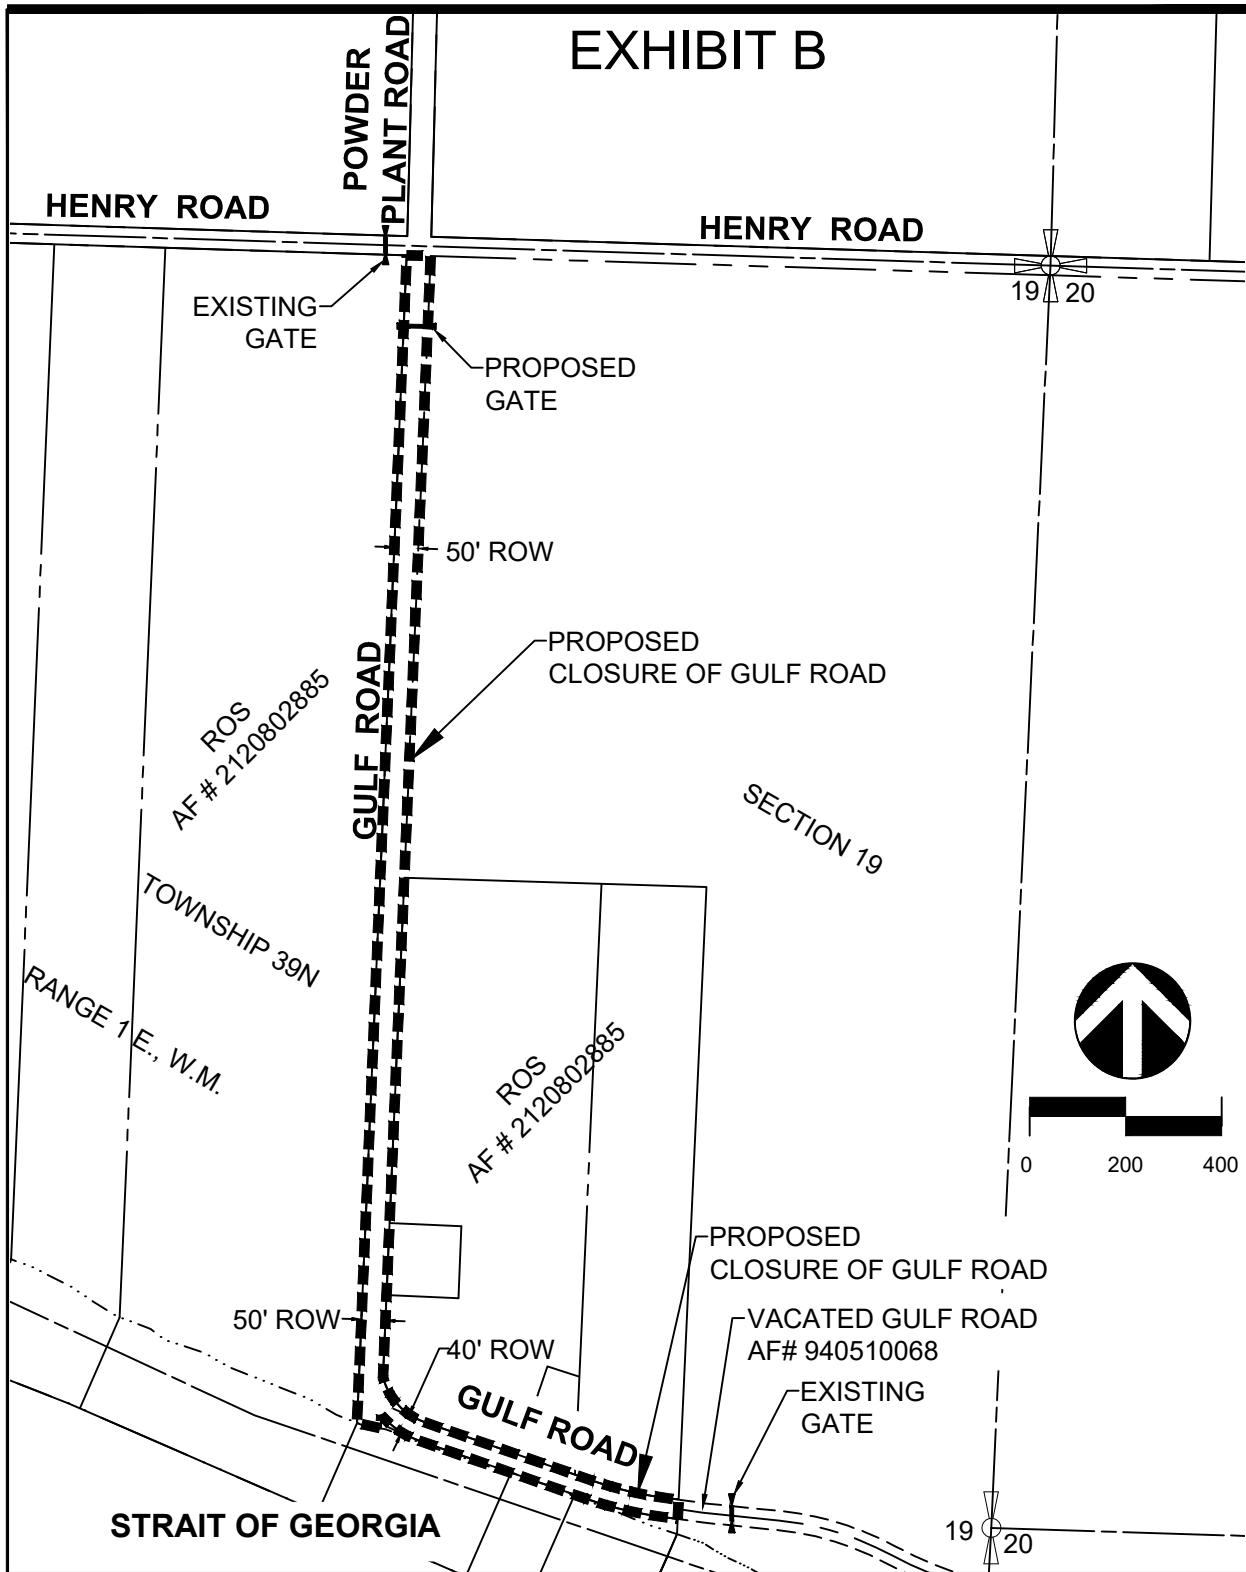 EXHIBIT B
POWDER
PLANT ROAD
HENRY ROAD
HENRY ROAD
19 20
EXISTING
GATE
PROPOSED
GATE
50' ROW
PROPOSED
CLOSURE OF GULF ROAD
GULF ROAD
ROS
AF # 2120802885
SECTION 19
TOWNSHIP 39N
RANGE 1 E., W.M.
ROS
AF # 2120802885
0 200 400
PROPOSED
CLOSURE OF GULF ROAD
50' ROW
VACATED GULF ROAD
AF# 940510068
40' ROW
EXISTING
GATE
GULF ROAD
STRAIT OF GEORGIA
19 20